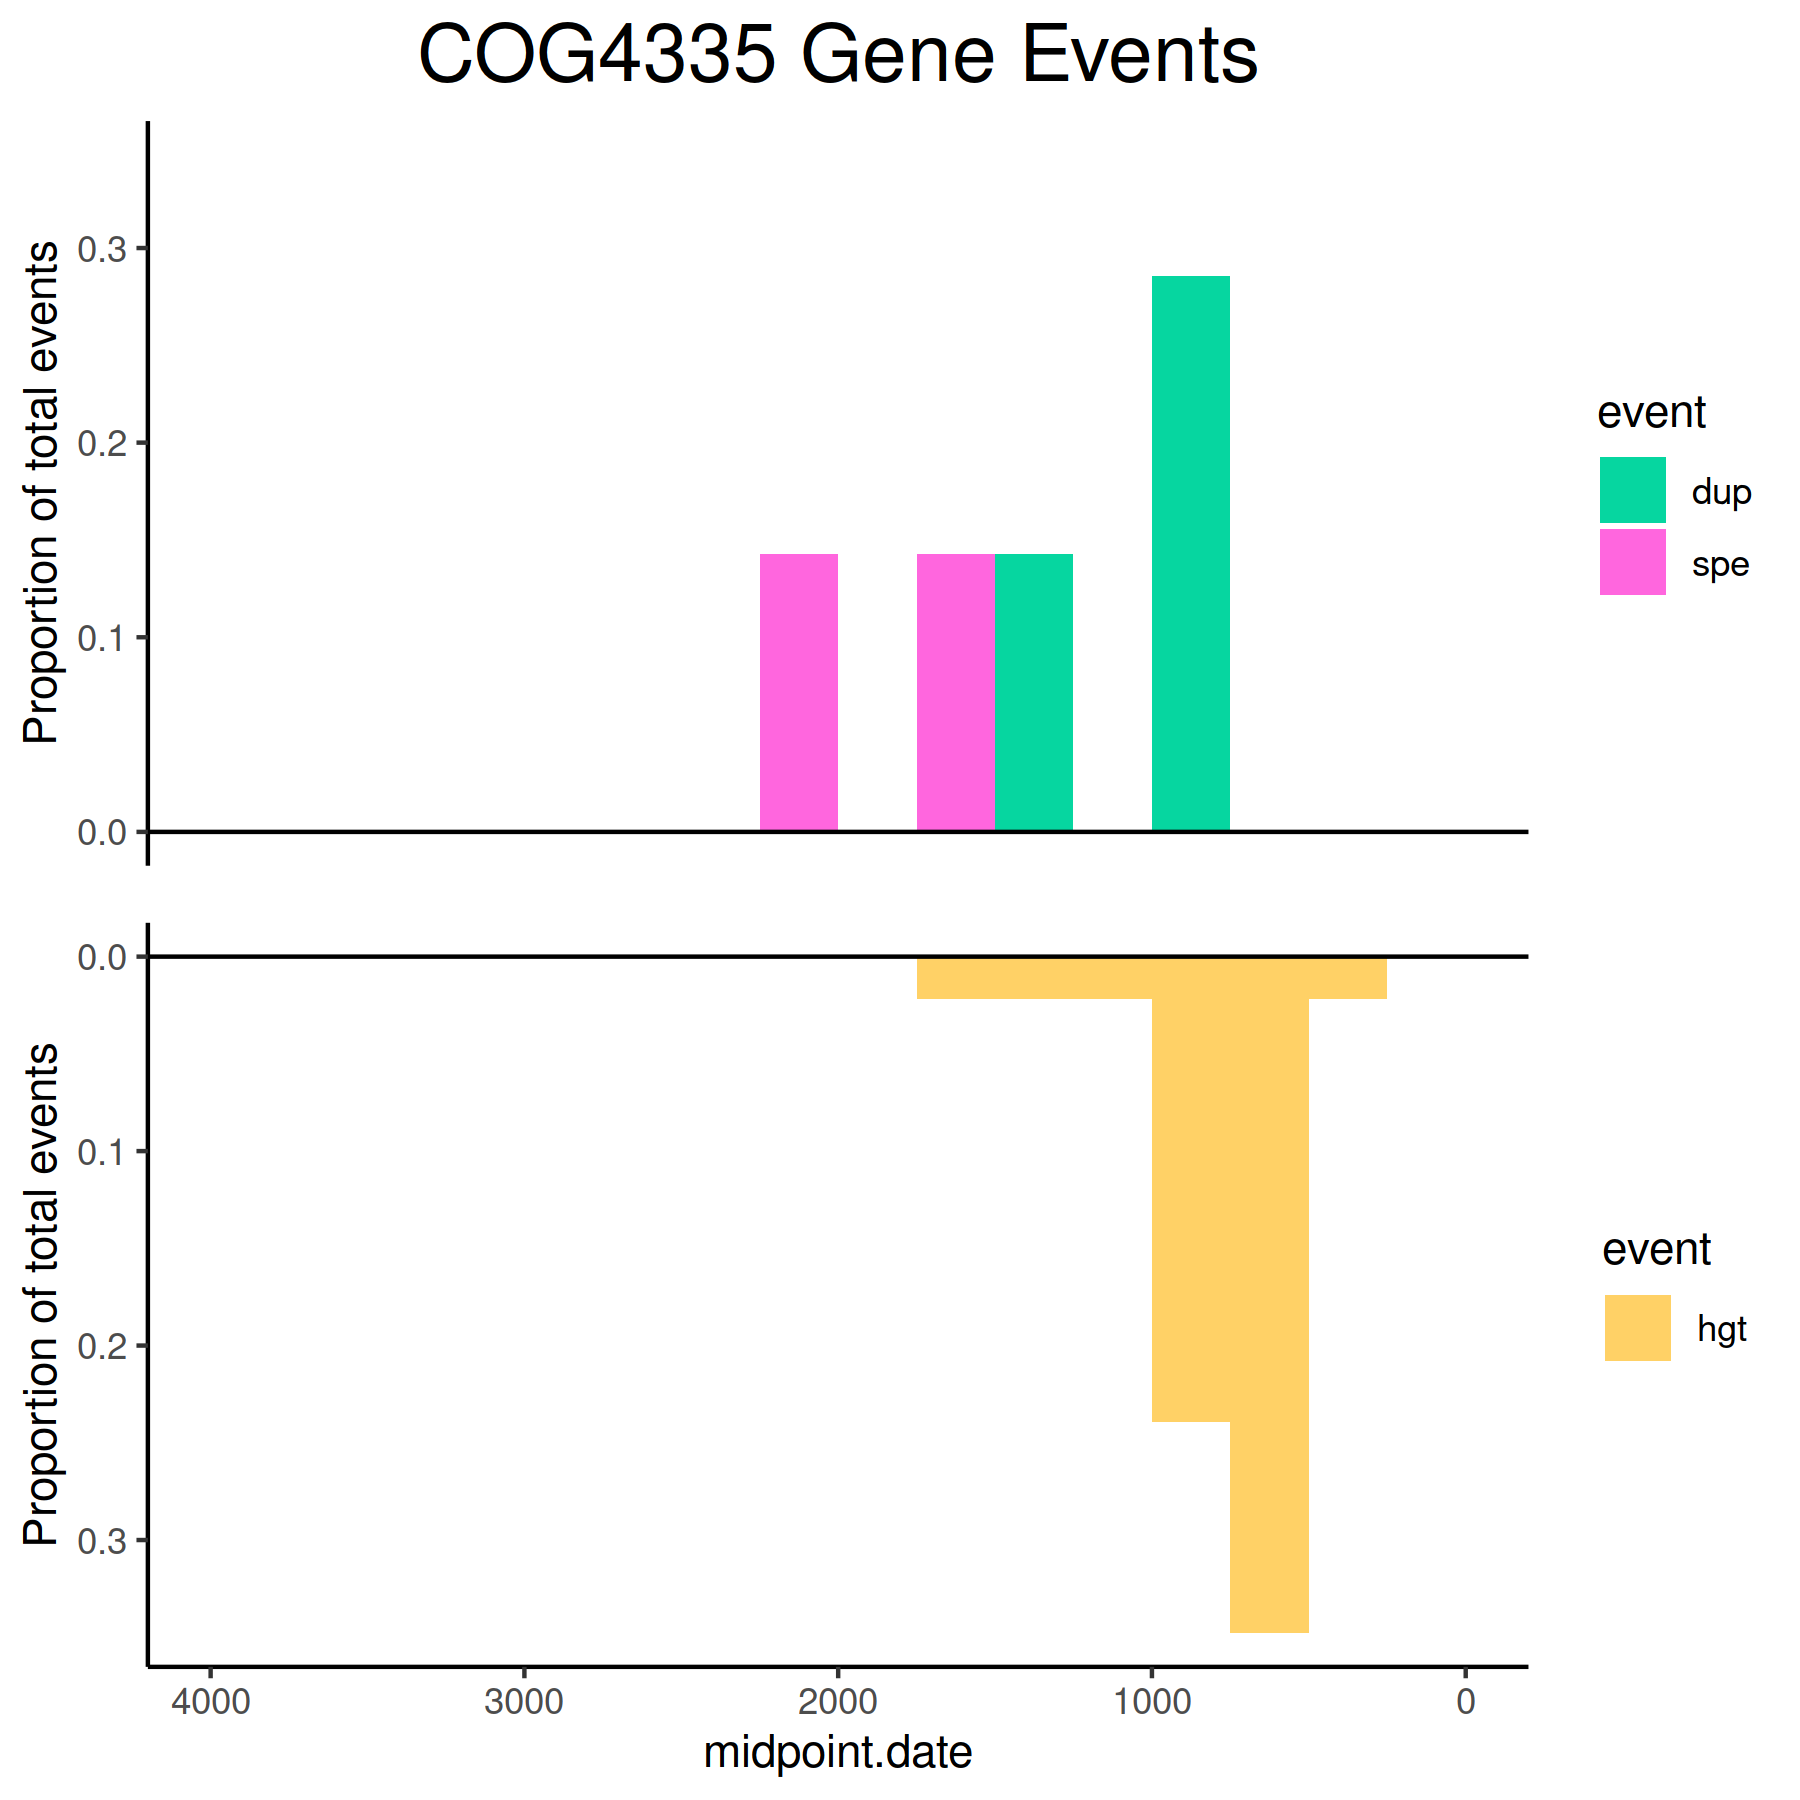 COG4335 Gene Events
Proportion of total events
0.3
0.2
0.1
0.0
event
dup
spe
Proportion of total events
0.0
0.1
0.2
0.3
event
hgt
4000 3000 2000 1000 0
midpoint.date